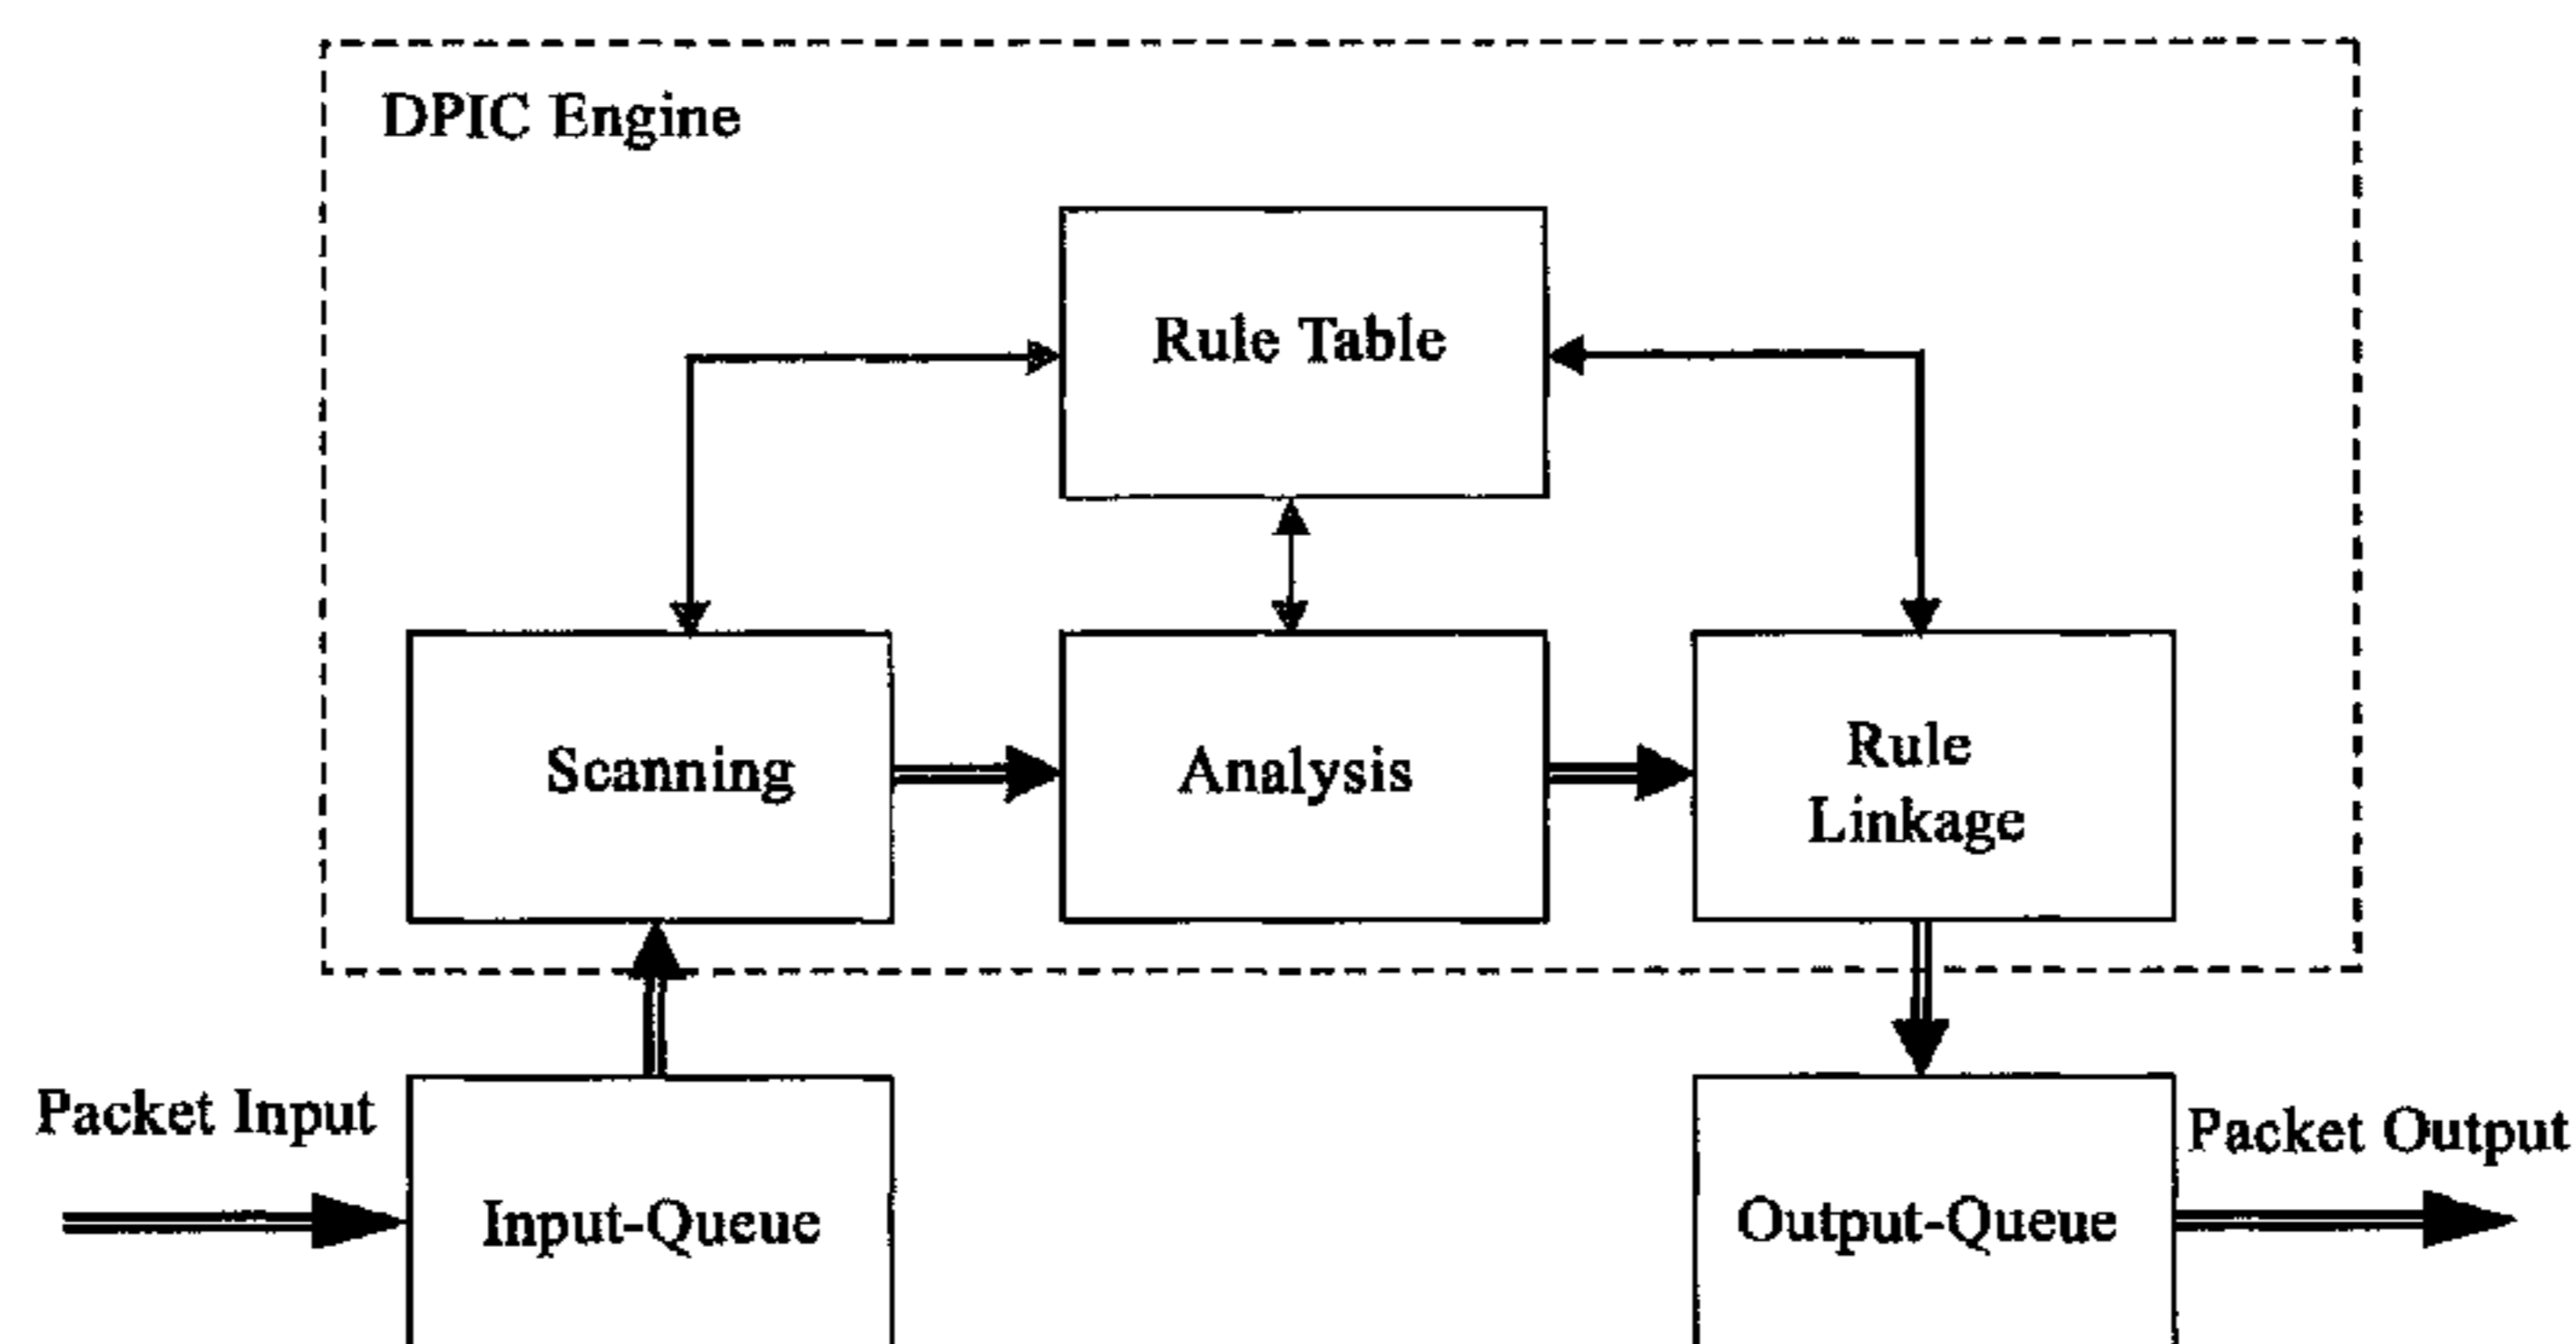 DPIC Engine
Rule Table
Scanning
Analysis
Rule
Linkage
Packet Input
Input-Queue
Output-Queue
Packet Output